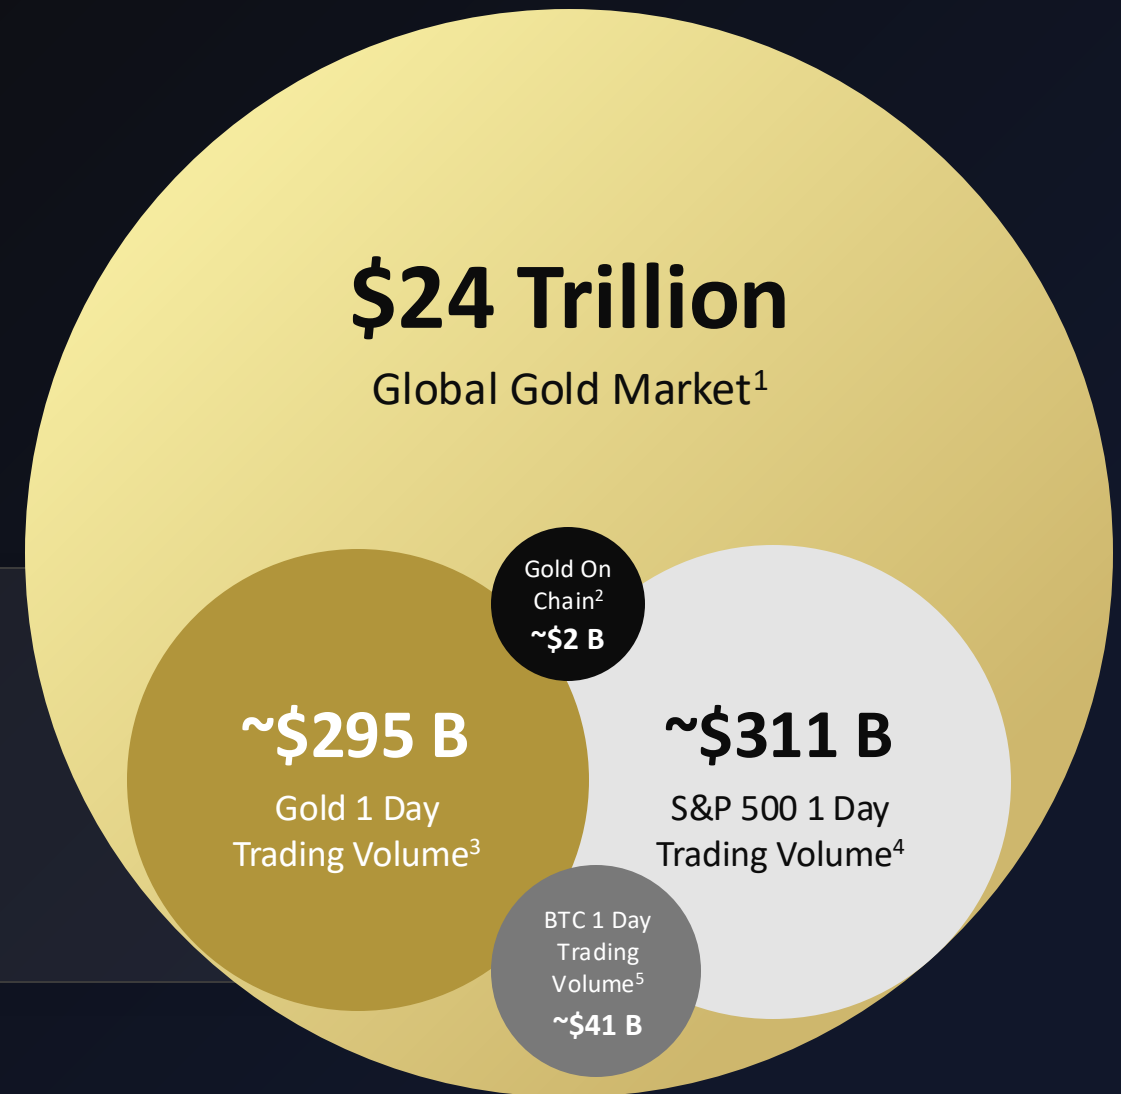 $24 Trillion
Global Gold Market¹
Gold On
Chain²
~$2 B
~$295 B
Gold 1 Day
Trading Volume³
~$311 B
S&P 500 1 Day
Trading Volume⁴
BTC 1 Day
Trading
Volume⁵
~$41 B